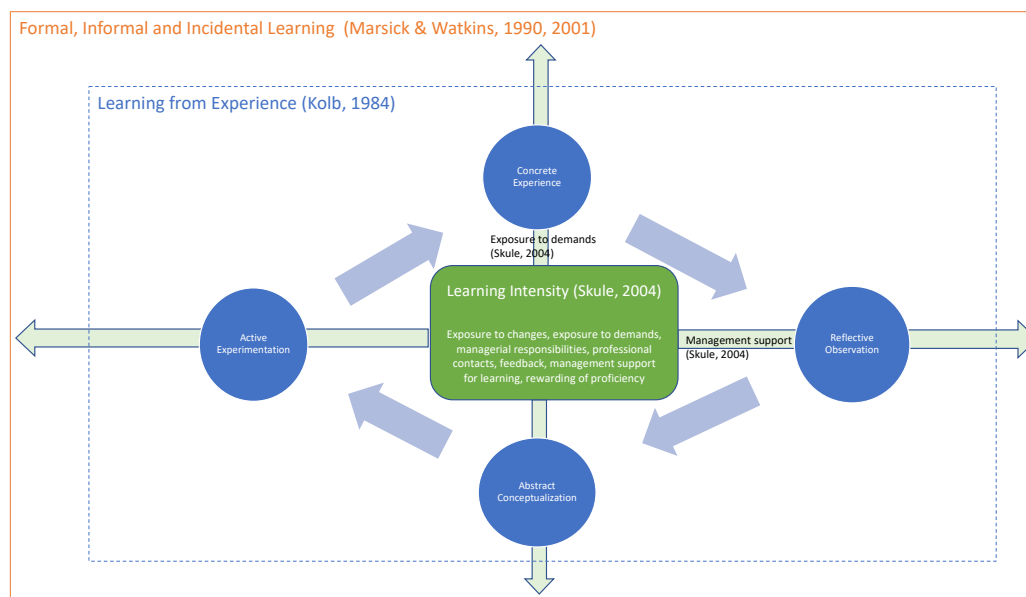 Formal, Informal and Incidental Learning (Marsick & Watkins, 1990, 2001)
Learning from Experience (Kolb, 1984)
Concrete
Experience
Exposure to demands
(Skule, 2004)
Learning Intensity (Skule, 2004)
Exposure to changes, exposure to demands,
managerial responsibilities, professional
contacts, feedback, management support
for learning, rewarding of proficiency
Active
Experimentation
Management support
(Skule, 2004)
Reflective
Observation
Abstract
Conceptualization